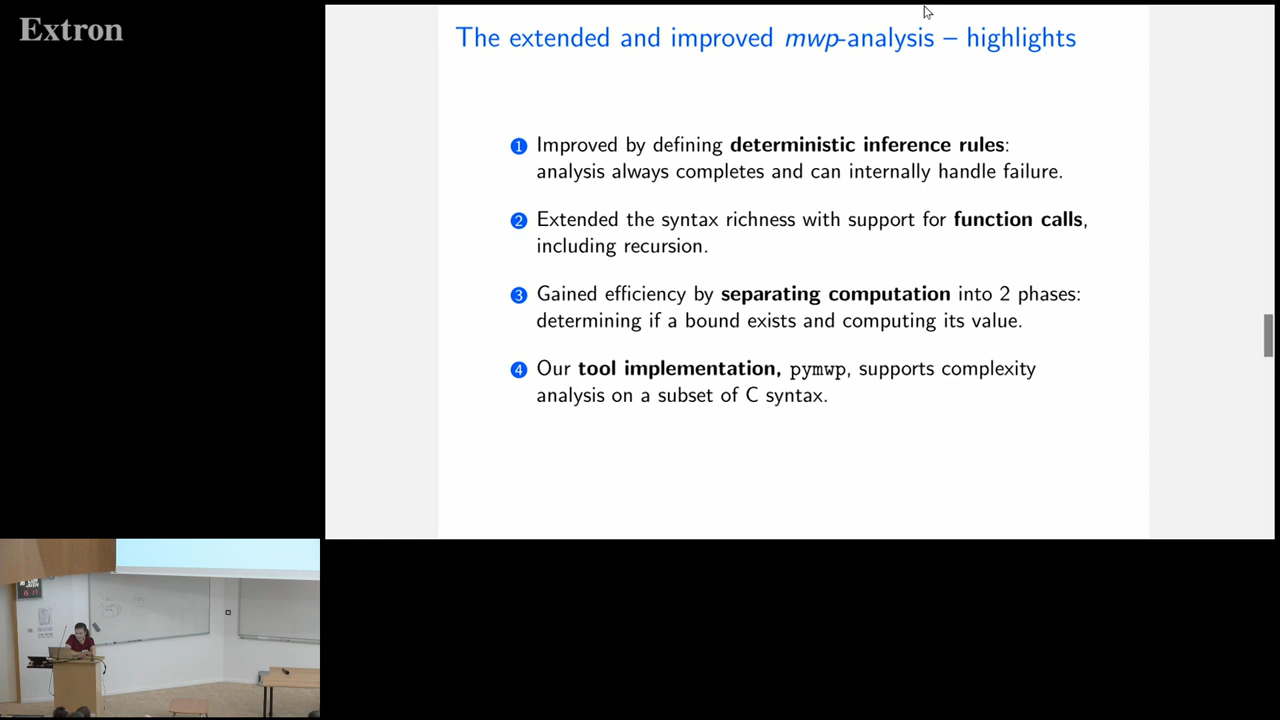 Extron
The extended and improved mwp-analysis – highlights
1 Improved by defining deterministic inference rules:
analysis always completes and can internally handle failure.
2 Extended the syntax richness with support for function calls,
including recursion.
3 Gained efficiency by separating computation into 2 phases:
determining if a bound exists and computing its value.
4 Our tool implementation, pymwp, supports complexity
analysis on a subset of C syntax.